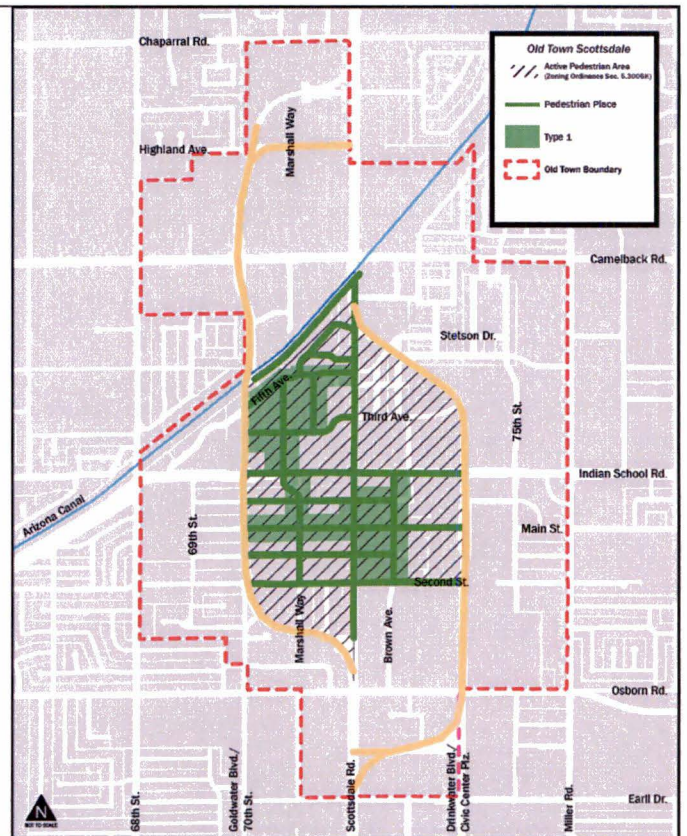 Chaparral Rd.
Old Town Scottsdale
Active Pedestrian Area
(Zoning Ordinance Sec. 5.3006K)
Pedestrian Place
Type 1
Old Town Boundary
Marshall Way
Highland Ave.
Camelback Rd.
Stetson Dr.
Fifth Ave.
Third Ave.
75th St.
Indian School Rd.
Arizona Canal
69th St.
Main St.
Second St.
Marshall Way
Brown Ave.
Osborn Rd.
68th St.
Goldwater Blvd./
70th St.
Scottsdale Rd.
Drinkwater Blvd./
Civic Center Plz.
Miller Rd.
Earll Dr.
N
NOT TO SCALE